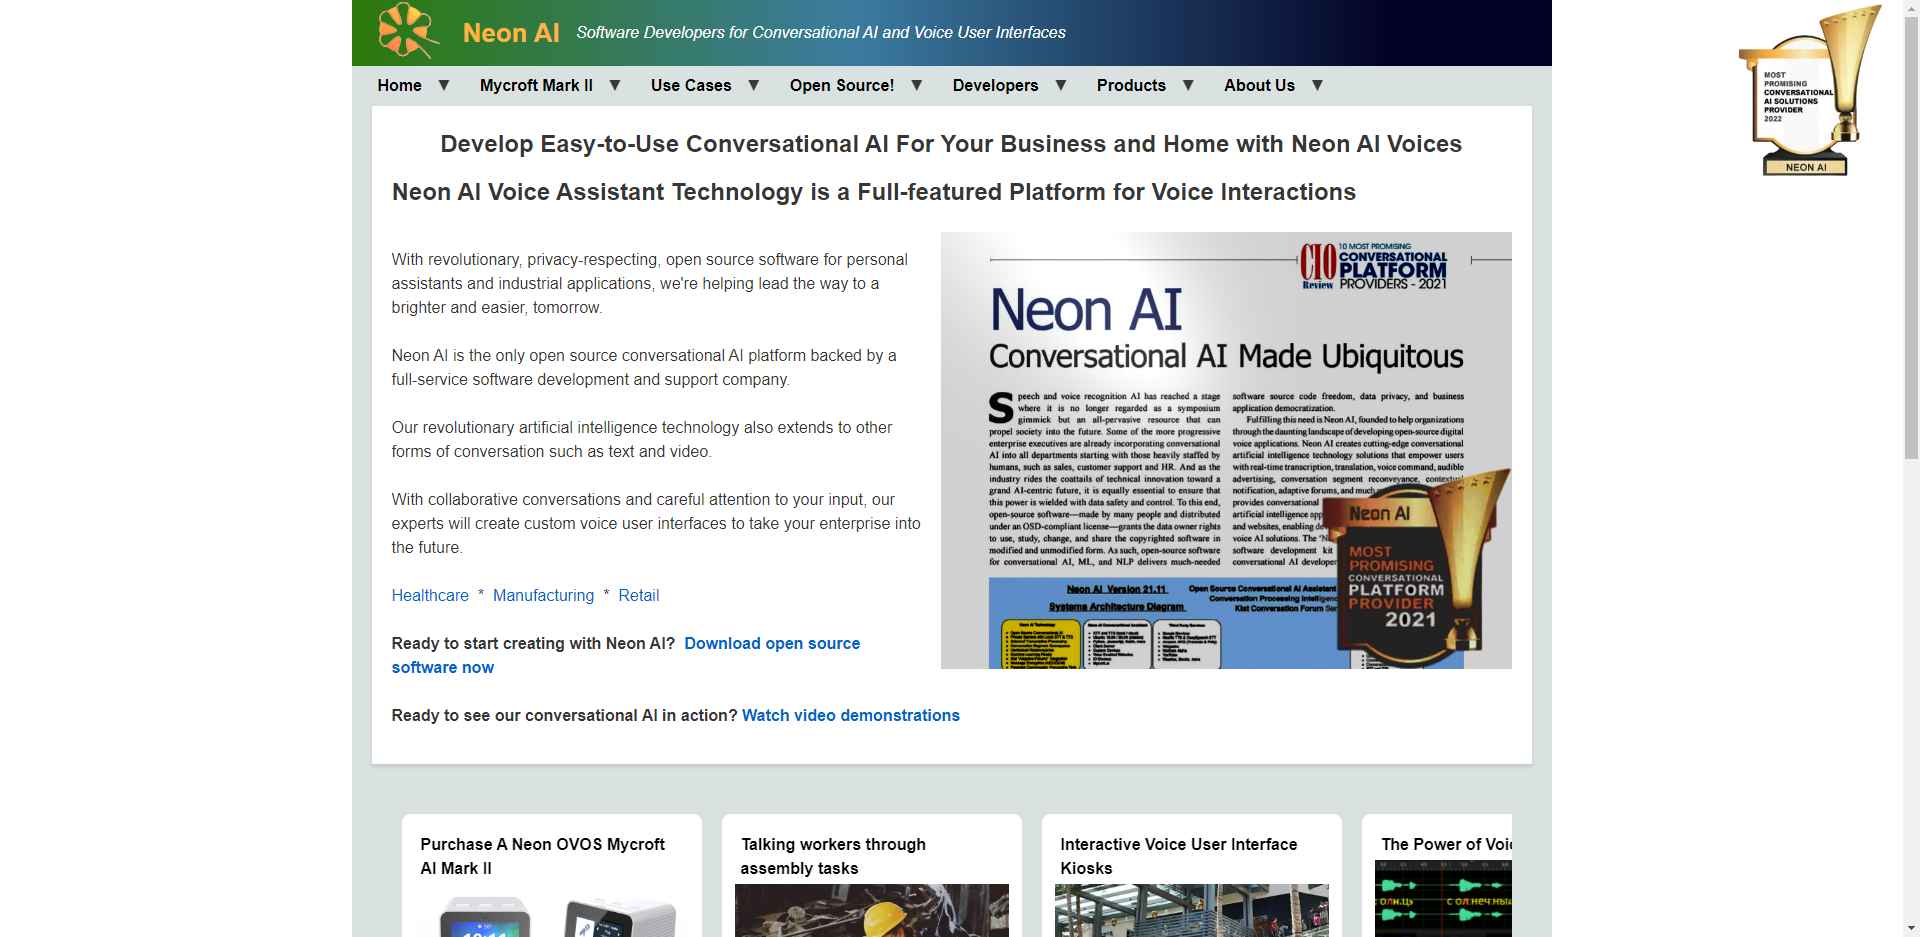 Neon AI
Software Developers for Conversational AI and Voice User Interfaces
MOST
PROMISING
CONVERSATIONAL
AI SOLUTIONS
PROVIDER
2022
NEON AI
Home ▼ Mycroft Mark II ▼ Use Cases ▼ Open Source! ▼ Developers ▼ Products ▼ About Us ▼
Develop Easy-to-Use Conversational AI For Your Business and Home with Neon AI Voices
Neon AI Voice Assistant Technology is a Full-featured Platform for Voice Interactions
With revolutionary, privacy-respecting, open source software for personal
assistants and industrial applications, we're helping lead the way to a
brighter and easier, tomorrow.
Neon AI is the only open source conversational AI platform backed by a
full-service software development and support company.
Our revolutionary artificial intelligence technology also extends to other
forms of conversation such as text and video.
With collaborative conversations and careful attention to your input, our
experts will create custom voice user interfaces to take your enterprise into
the future.
Healthcare * Manufacturing * Retail
Ready to start creating with Neon AI? Download open source
software now
Ready to see our conversational AI in action? Watch video demonstrations
CIO
Review
10 MOST PROMISING
CONVERSATIONAL
PLATFORM
PROVIDERS - 2021
Neon AI
Conversational AI Made Ubiquitous
Speech and voice recognition AI has reached a stage
where it is no longer regarded as a symposium
gimmick but an all-pervasive resource that can
propel society into the future. Some of the more progressive
enterprise executives are already incorporating conversational
AI into all departments starting with those heavily staffed by
humans, such as sales, customer support and HR. And as the
industry rides the coattails of technical innovation toward a
grand AI-centric future, it is equally essential to ensure that
this power is wielded with data safety and control. To this end,
open-source software—made by many people and distributed
under an OSD-compliant license—grants the data owner rights
to use, study, change, and share the copyrighted software in
modified and unmodified form. As such, open-source software
for conversational AI, ML, and NLP delivers much-needed
software source code freedom, data privacy, and business
application democratization.
Fulfilling this need is Neon AI, founded to help organizations
through the daunting landscape of developing open-source digital
voice applications. Neon AI creates cutting-edge conversational
artificial intelligence technology solutions that empower users
with real-time transcription, translation, voice command, audible
advertising, conversation segment reconveyance, contextual
notification, adaptive forums, and much
provides conversational
artificial intelligence app
and websites, enabling de
voice AI solutions. The
software development kit
conversational AI developer
Neon AI
MOST
PROMISING
CONVERSATIONAL
PLATFORM
PROVIDER
2021
Neon AI Version 21.11
Systems Architecture Diagram
Open Source Conversational AI Assistant
Conversation Processing Intelligence
Klat Conversation Forum Ser
Neon AI Technology
Neon AI Conversational Assistant
Third Party Services
Purchase A Neon OVOS Mycroft
AI Mark II
Talking workers through
assembly tasks
Interactive Voice User Interface
Kiosks
The Power of Voic